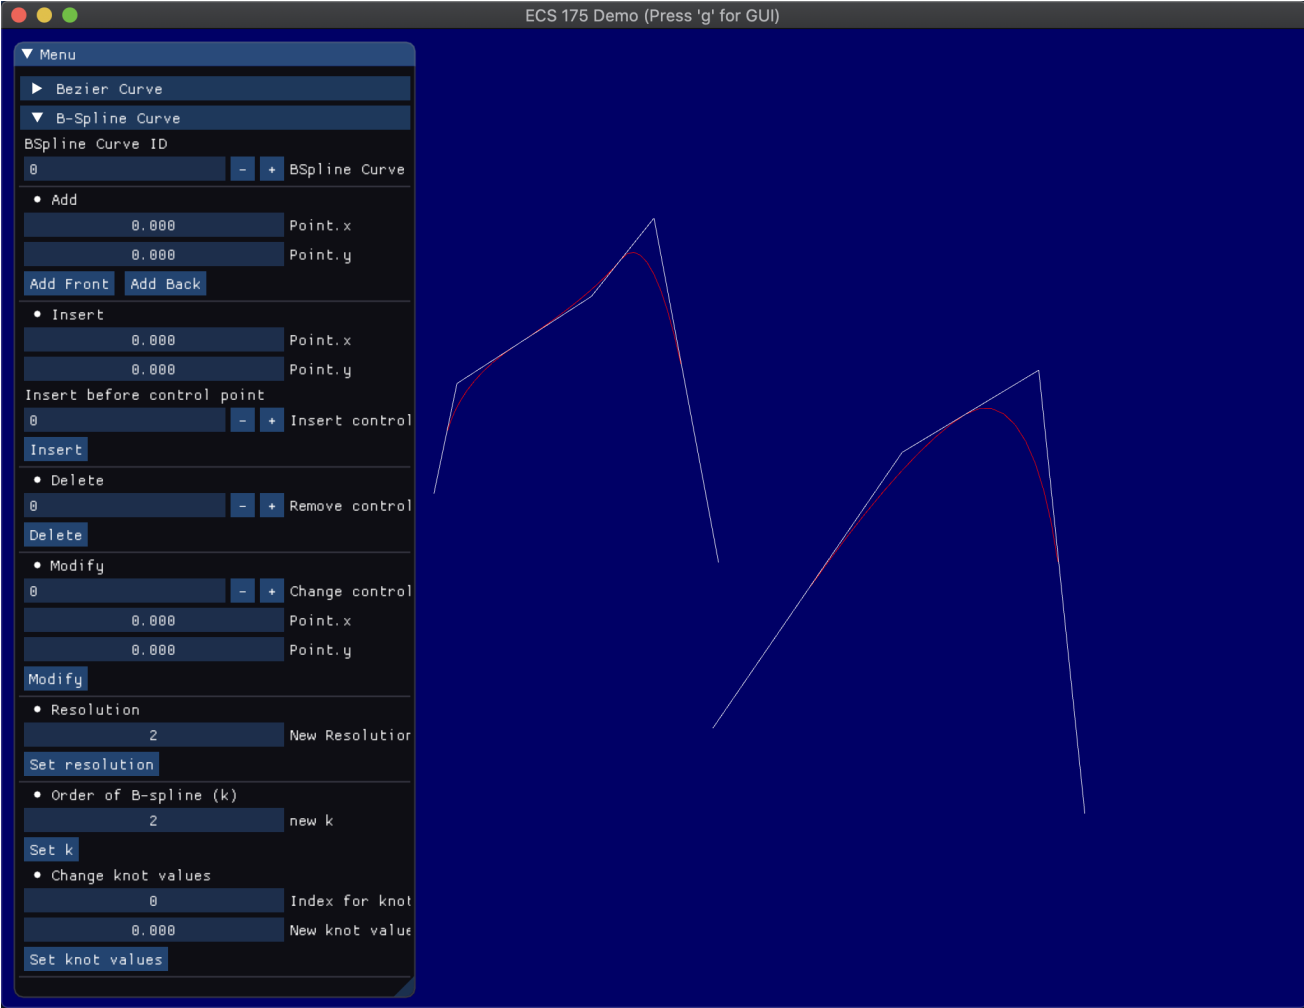 ECS 175 Demo (Press 'g' for GUI)
Menu
Bezier Curve
B-Spline Curve
BSpline Curve ID
0 - + BSpline Curve
Add
0.000 Point.x
0.000 Point.y
Add Front Add Back
Insert
0.000 Point.x
0.000 Point.y
Insert before control point
0 - + Insert control
Insert
Delete
0 - + Remove control
Delete
Modify
0 - + Change control
0.000 Point.x
0.000 Point.y
Modify
Resolution
2 New Resolution
Set resolution
Order of B-spline (k)
2 new k
Set k
Change knot values
0 Index for knot
0.000 New knot value
Set knot values